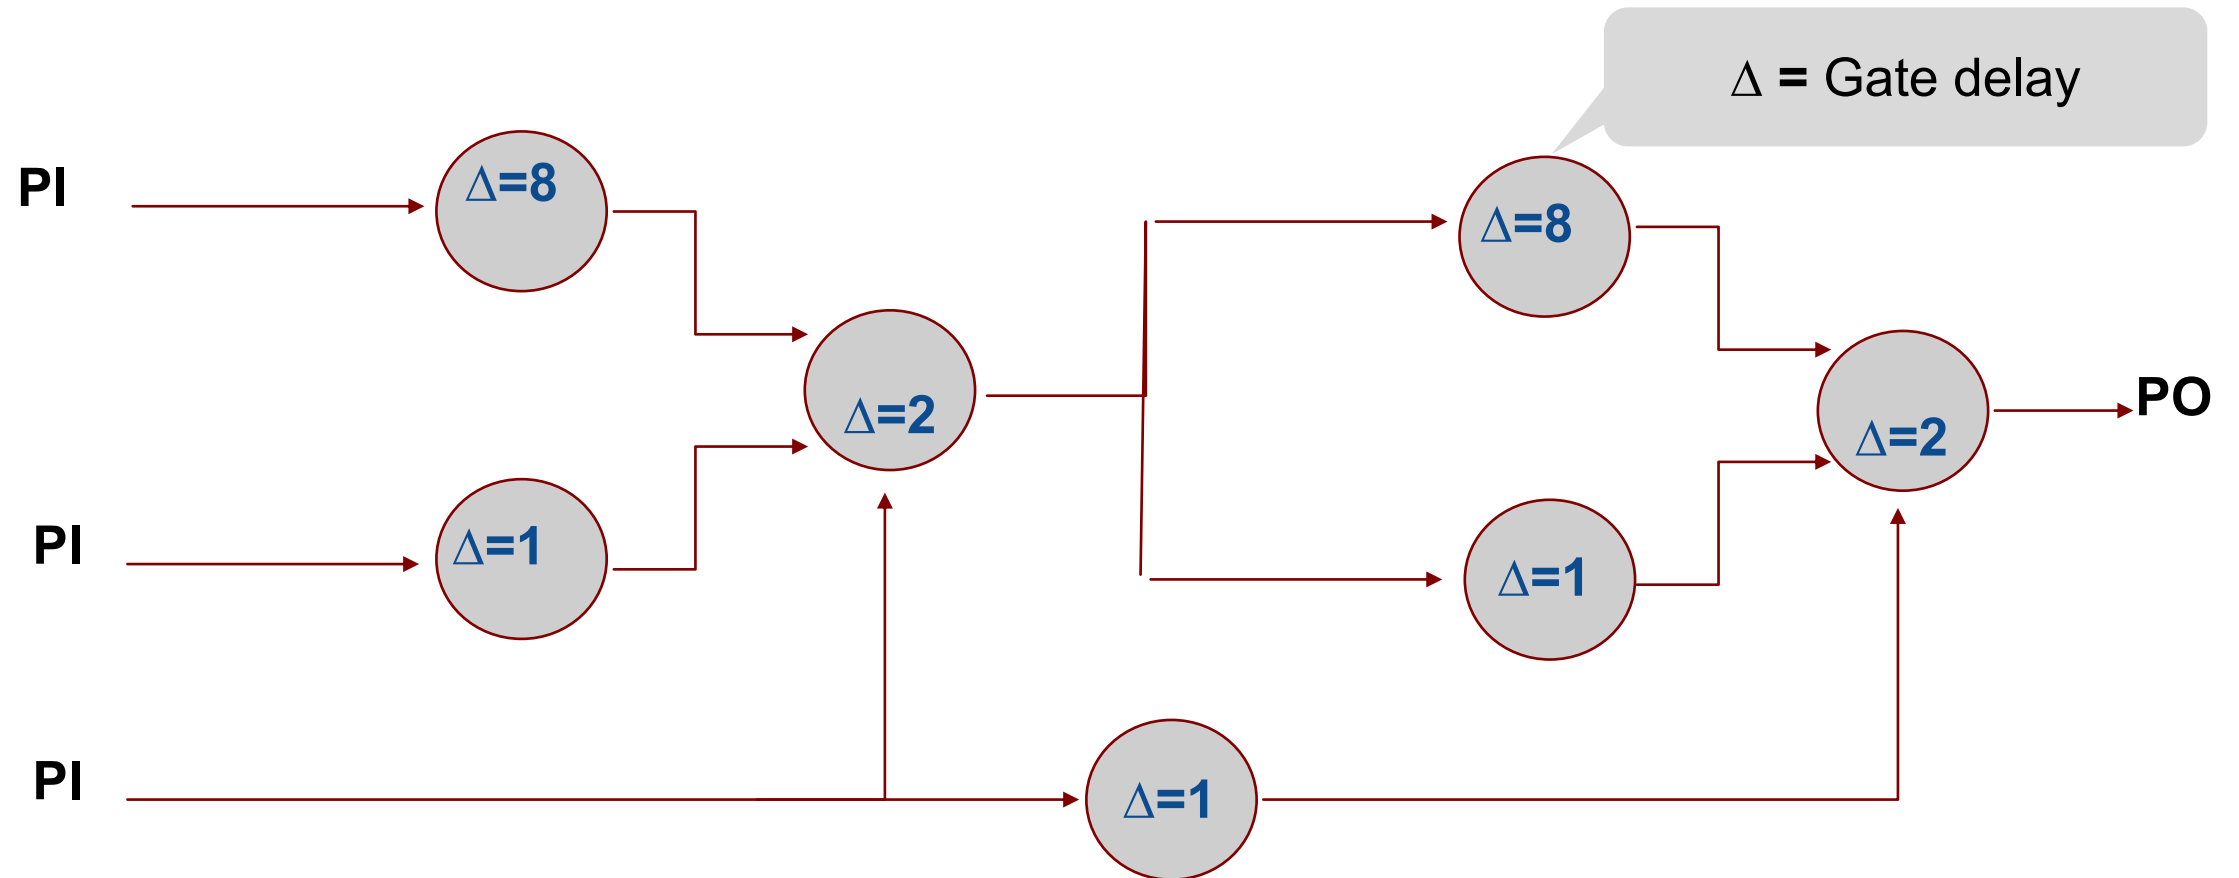 Δ = Gate delay
PI
Δ=8
Δ=8
Δ=2
PO
Δ=2
PI
Δ=1
Δ=1
PI
Δ=1